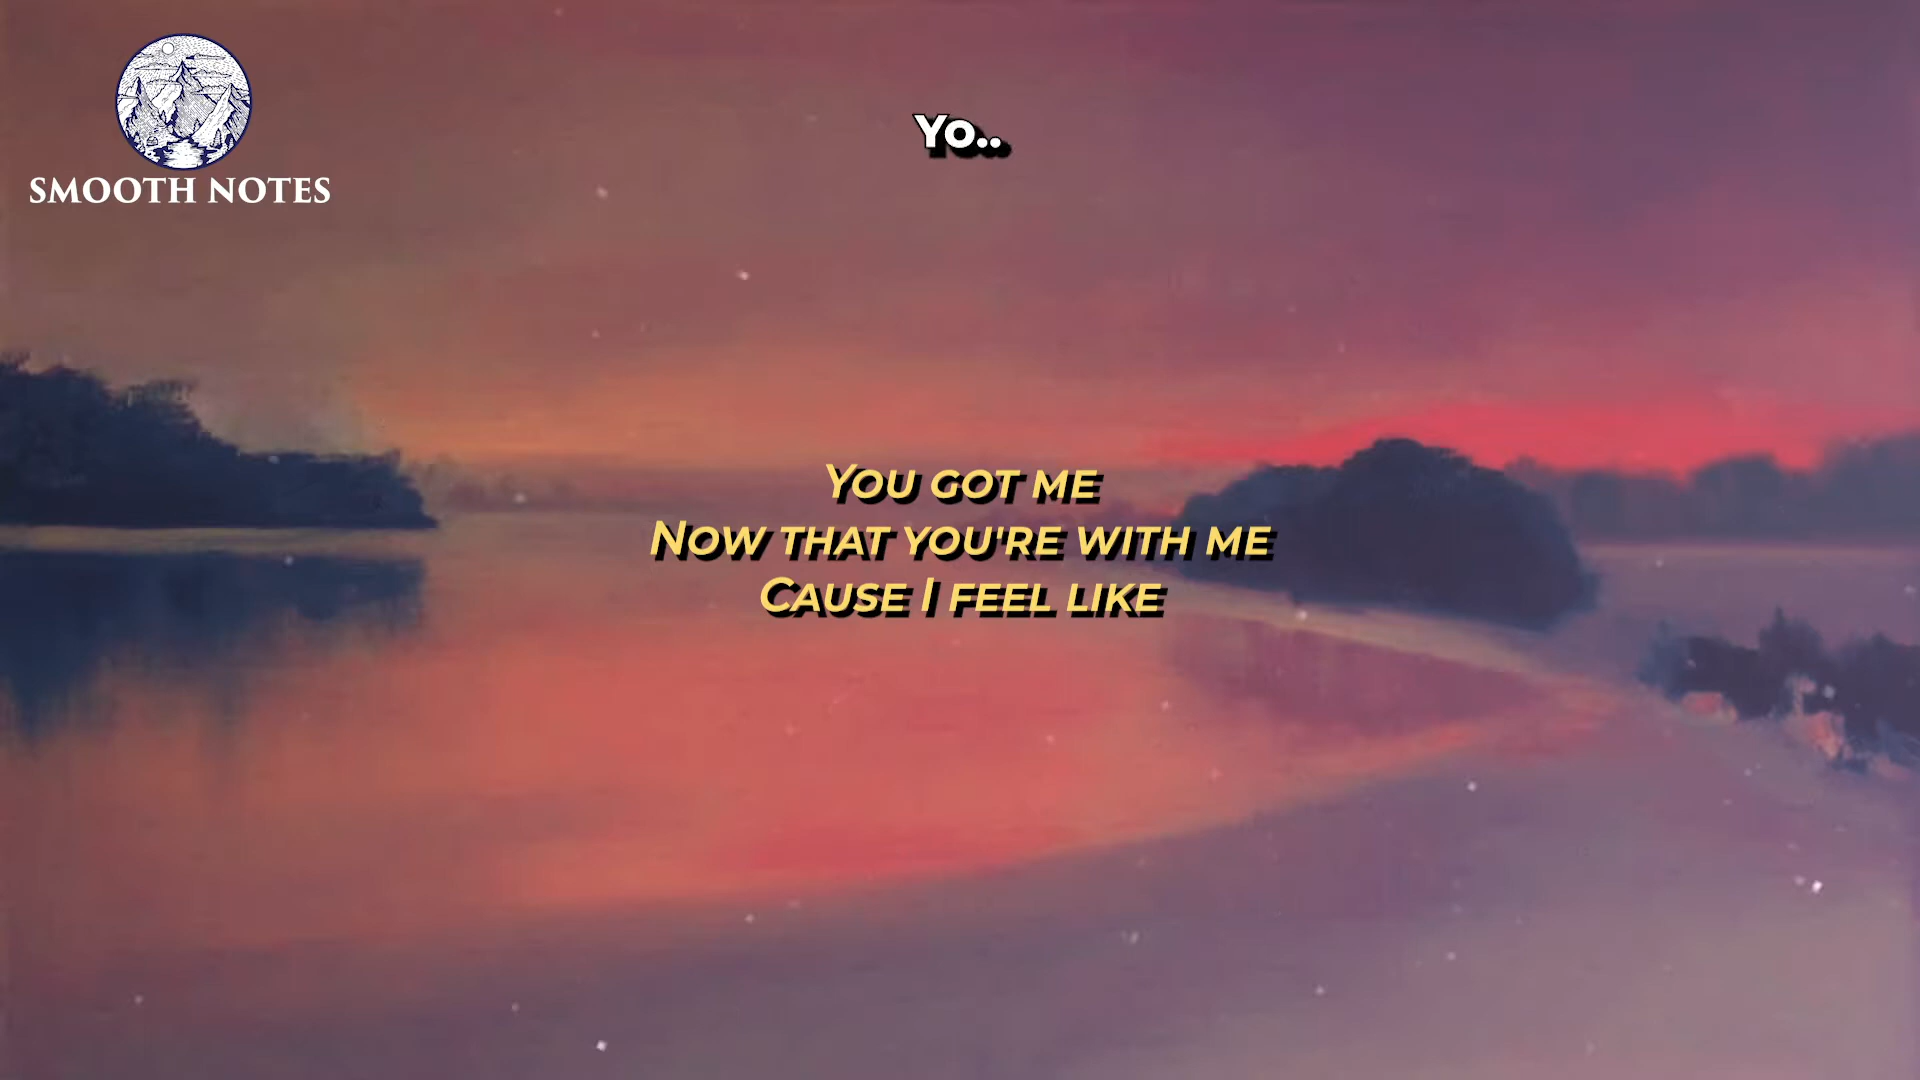 SMOOTH NOTES
Yo..
You got me
Now that you're with me
Cause I feel like